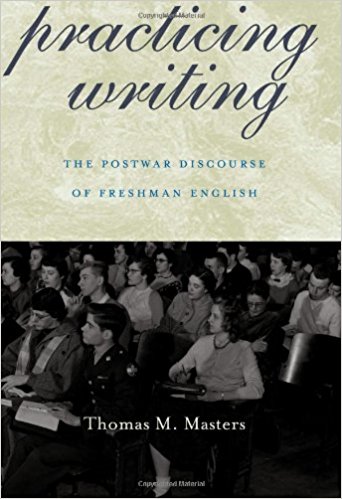 practicing
writing
THE POSTWAR DISCOURSE
OF FRESHMAN ENGLISH
Thomas M. Masters